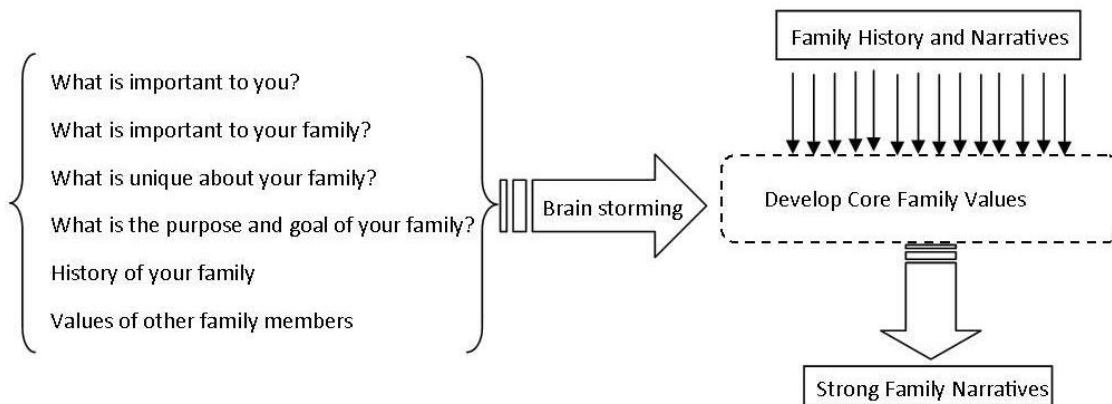 What is important to you?
What is important to your family?
What is unique about your family?
What is the purpose and goal of your family?
History of your family
Values of other family members
Brain storming
Family History and Narratives
Develop Core Family Values
Strong Family Narratives